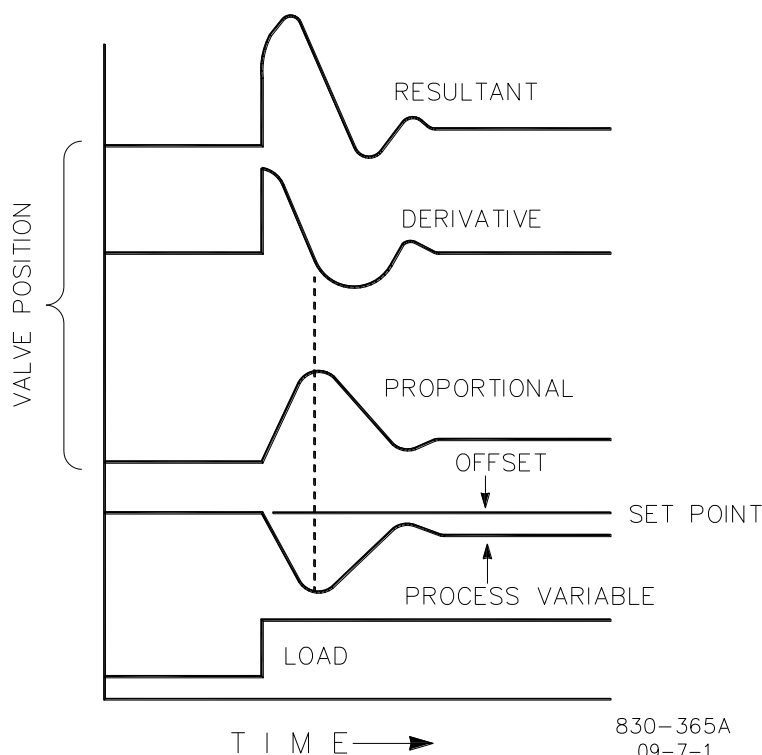 RESULTANT
DERIVATIVE
VALVE POSITION
PROPORTIONAL
OFFSET
SET POINT
PROCESS VARIABLE
LOAD
TIME
830-365A
09-7-1